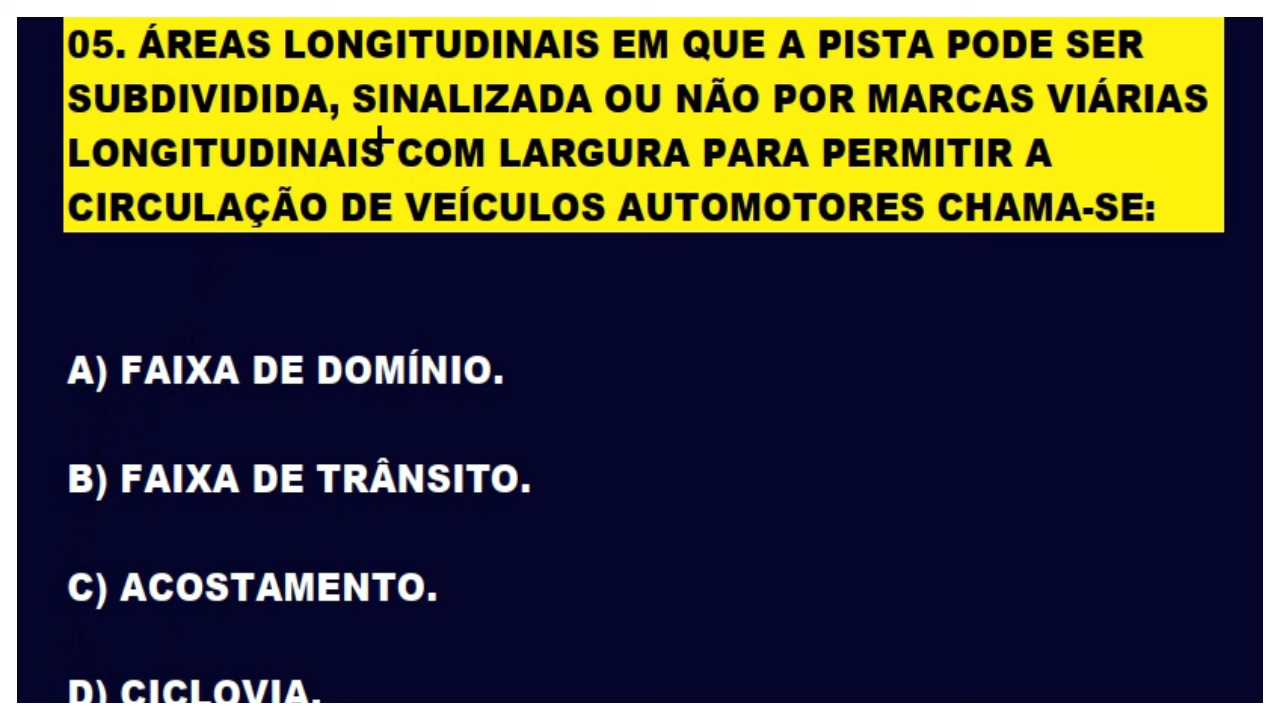 05. ÁREAS LONGITUDINAIS EM QUE A PISTA PODE SER
SUBDIVIDIDA, SINALIZADA OU NÃO POR MARCAS VIÁRIAS
LONGITUDINAIS COM LARGURA PARA PERMITIR A
CIRCULAÇÃO DE VEÍCULOS AUTOMOTORES CHAMA-SE:
A) FAIXA DE DOMÍNIO.
B) FAIXA DE TRÂNSITO.
C) ACOSTAMENTO.
D) CICLOVIA.